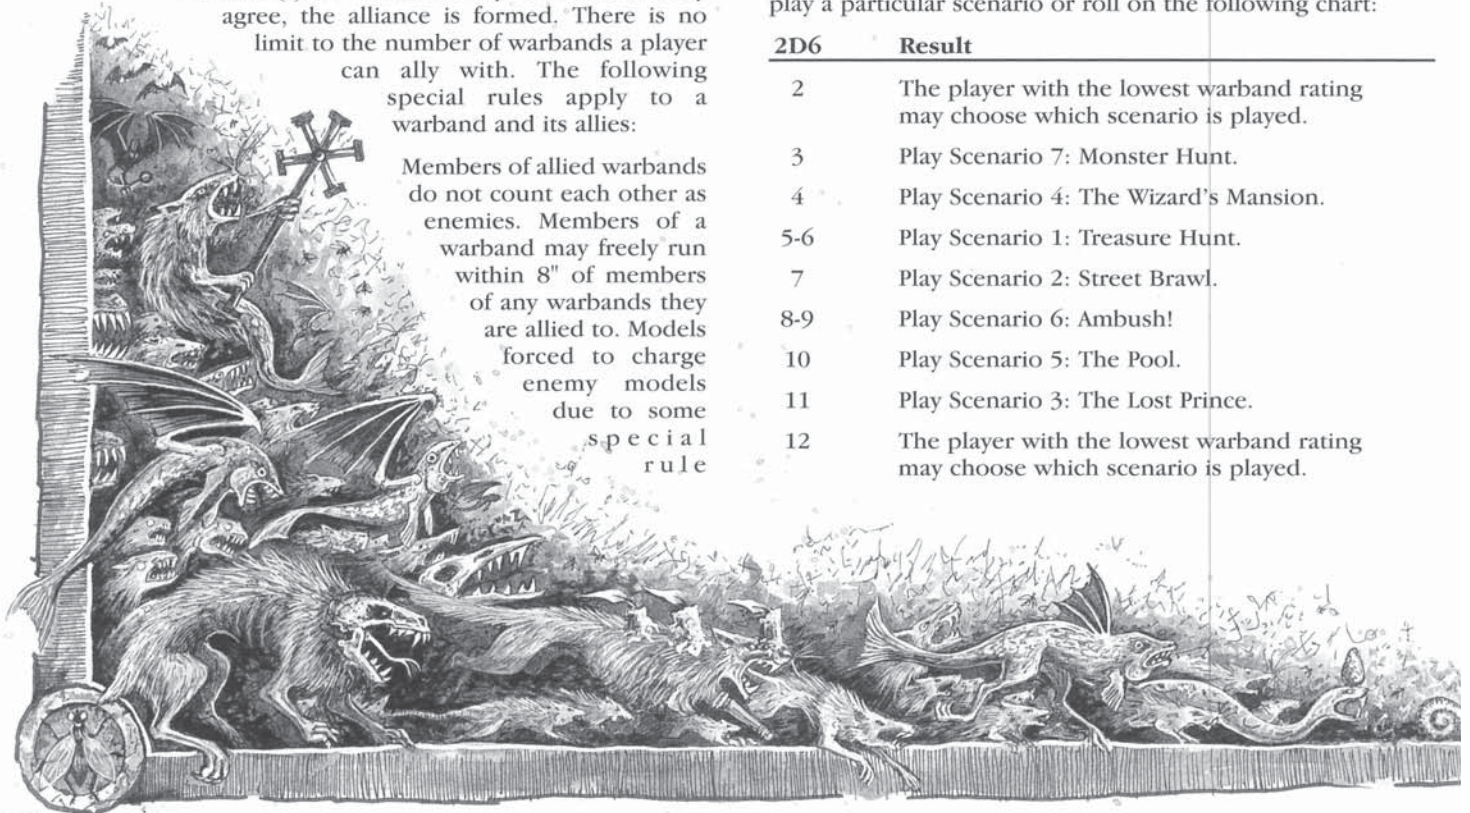 agree, the alliance is formed. There is no
limit to the number of warbands a player
can ally with. The following
special rules apply to a
warband and its allies:
Members of allied warbands
do not count each other as
enemies. Members of a
warband may freely run
within 8" of members
of any warbands they
are allied to. Models
forced to charge
enemy models
due to some
special
rule
play a particular scenario or roll on the following chart:
2D6 Result
2 The player with the lowest warband rating
may choose which scenario is played.
3 Play Scenario 7: Monster Hunt.
4 Play Scenario 4: The Wizard's Mansion.
5-6 Play Scenario 1: Treasure Hunt.
7 Play Scenario 2: Street Brawl.
8-9 Play Scenario 6: Ambush!
10 Play Scenario 5: The Pool.
11 Play Scenario 3: The Lost Prince.
12 The player with the lowest warband rating
may choose which scenario is played.